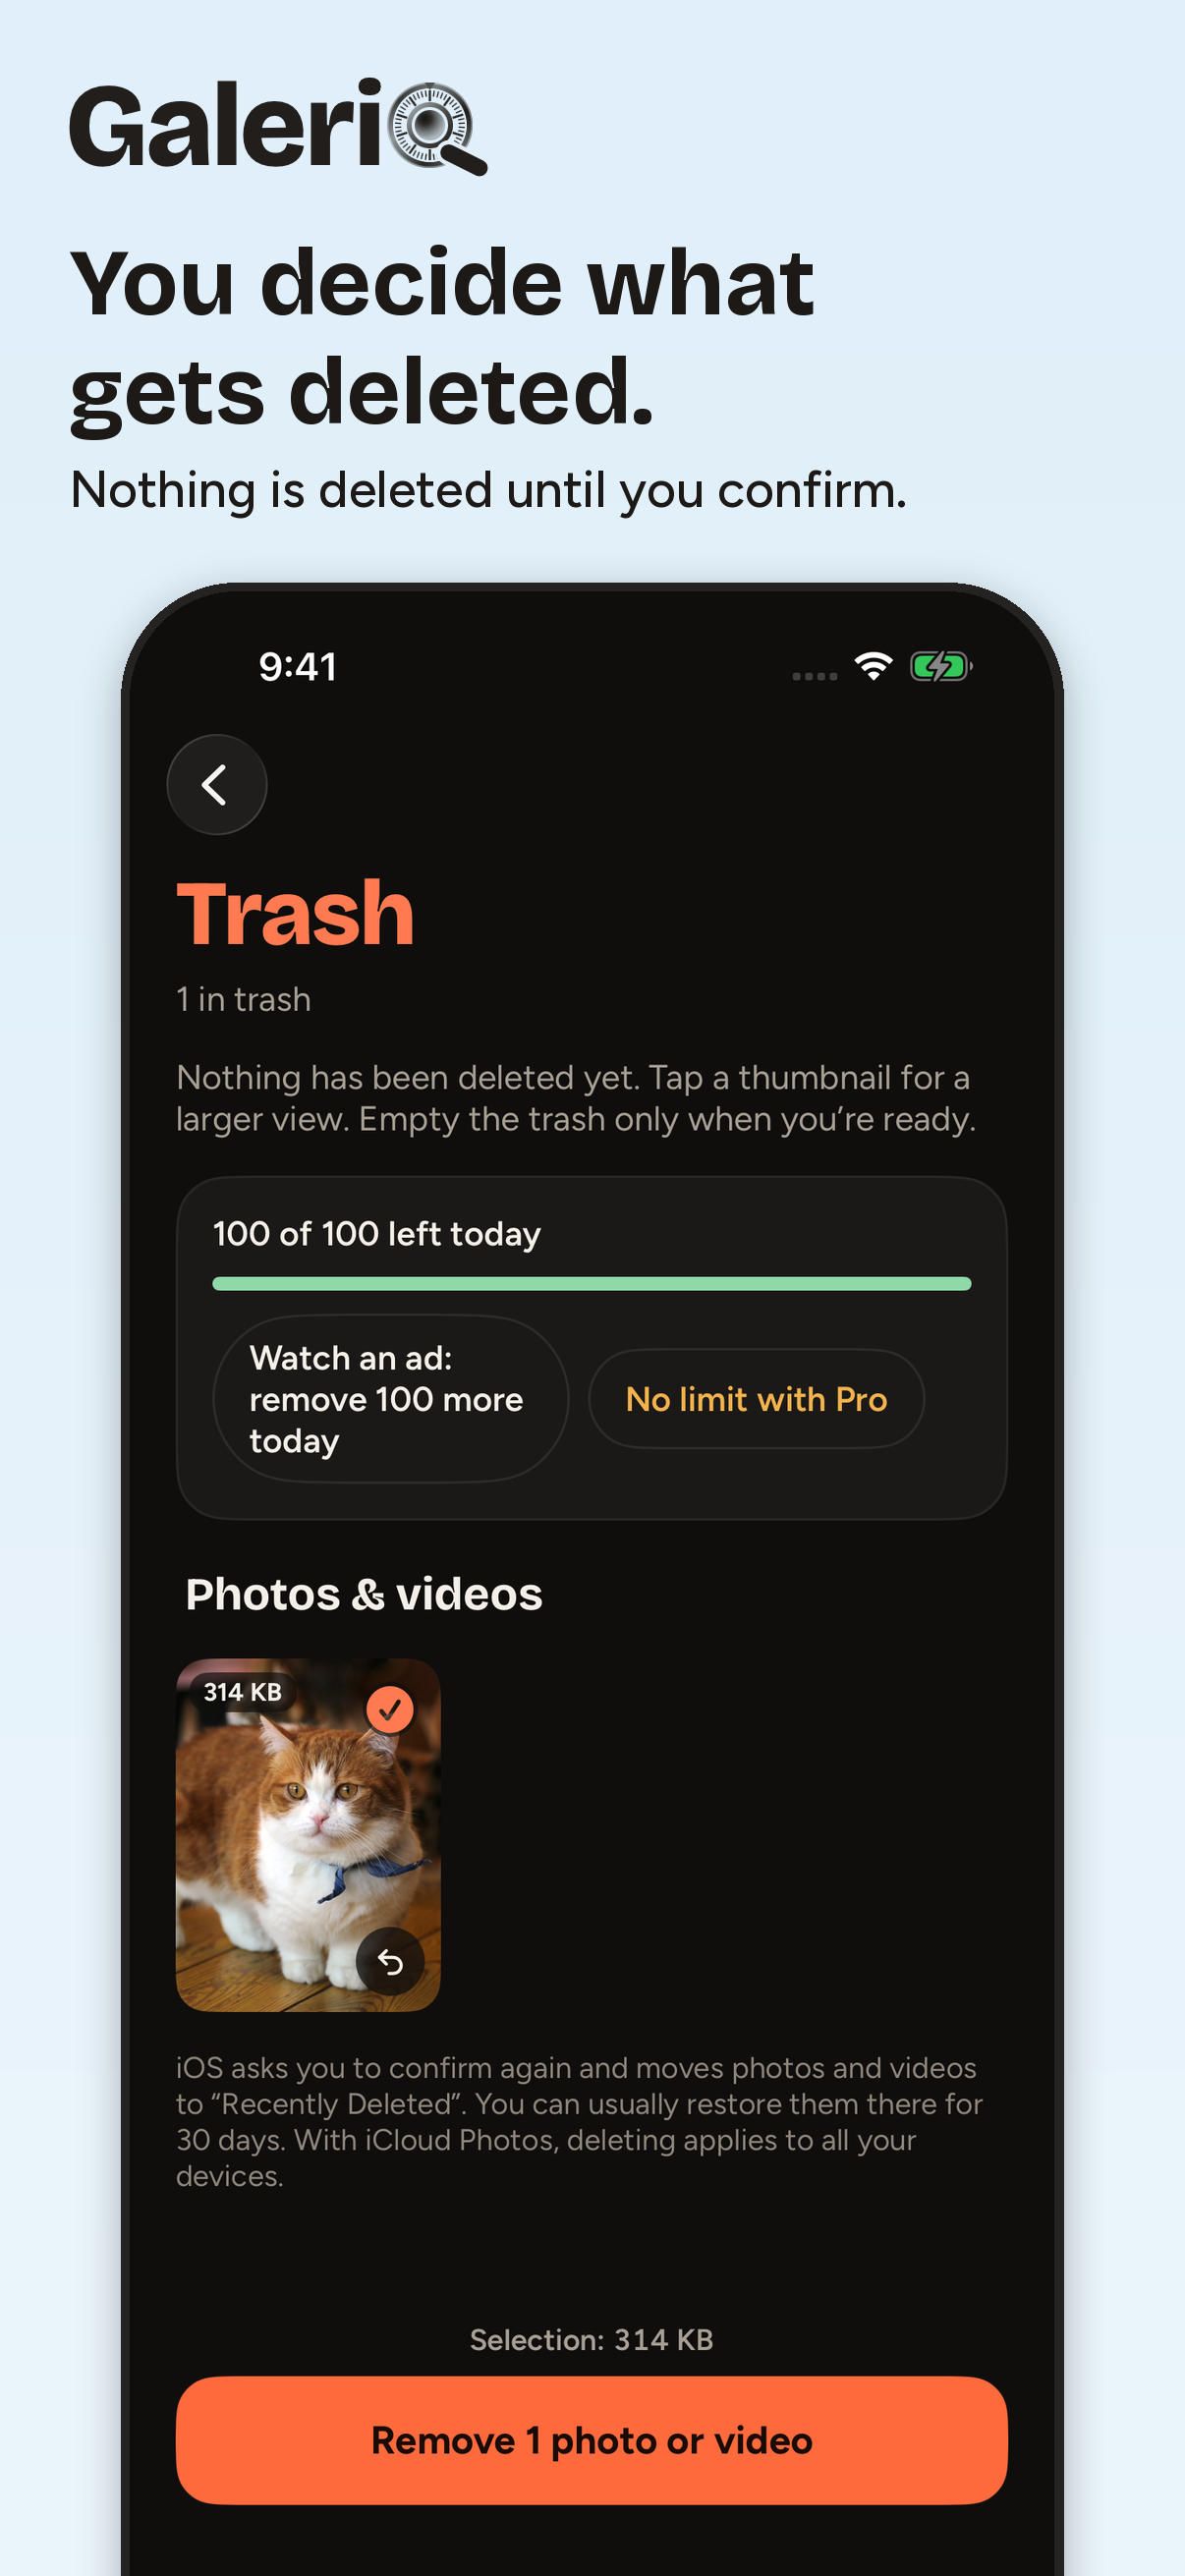 GaleriQ
You decide what
gets deleted.
Nothing is deleted until you confirm.
9:41
Trash
1 in trash
Nothing has been deleted yet. Tap a thumbnail for a
larger view. Empty the trash only when you’re ready.
100 of 100 left today
Watch an ad:
remove 100 more
today
No limit with Pro
Photos & videos
314 KB
iOS asks you to confirm again and moves photos and videos
to “Recently Deleted”. You can usually restore them there for
30 days. With iCloud Photos, deleting applies to all your
devices.
Selection: 314 KB
Remove 1 photo or video